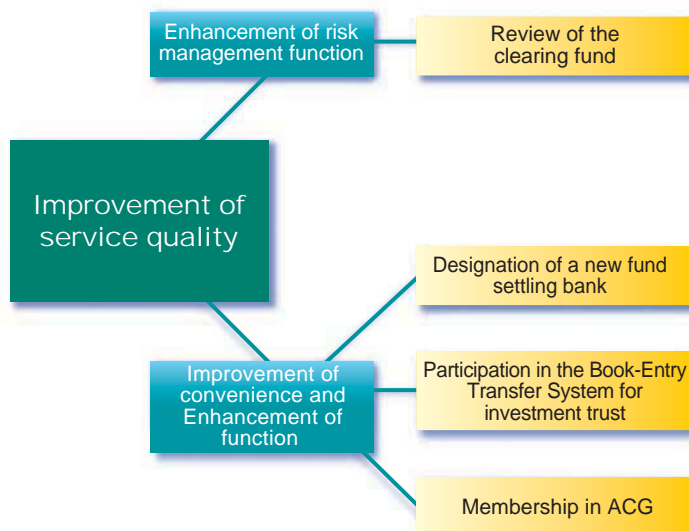 Enhancement of risk
management function
Review of the
clearing fund
Improvement of
service quality
Designation of a new fund
settling bank
Improvement of
convenience and
Enhancement of
function
Participation in the Book-Entry
Transfer System for
investment trust
Membership in ACG